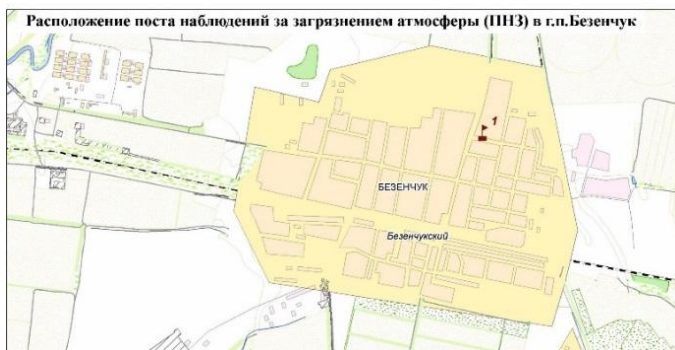 Расположение поста наблюдений за загрязнением атмосферы (ПНЗ) в г.п.Безенчук
1
БЕЗЕНЧУК
Безенчукский